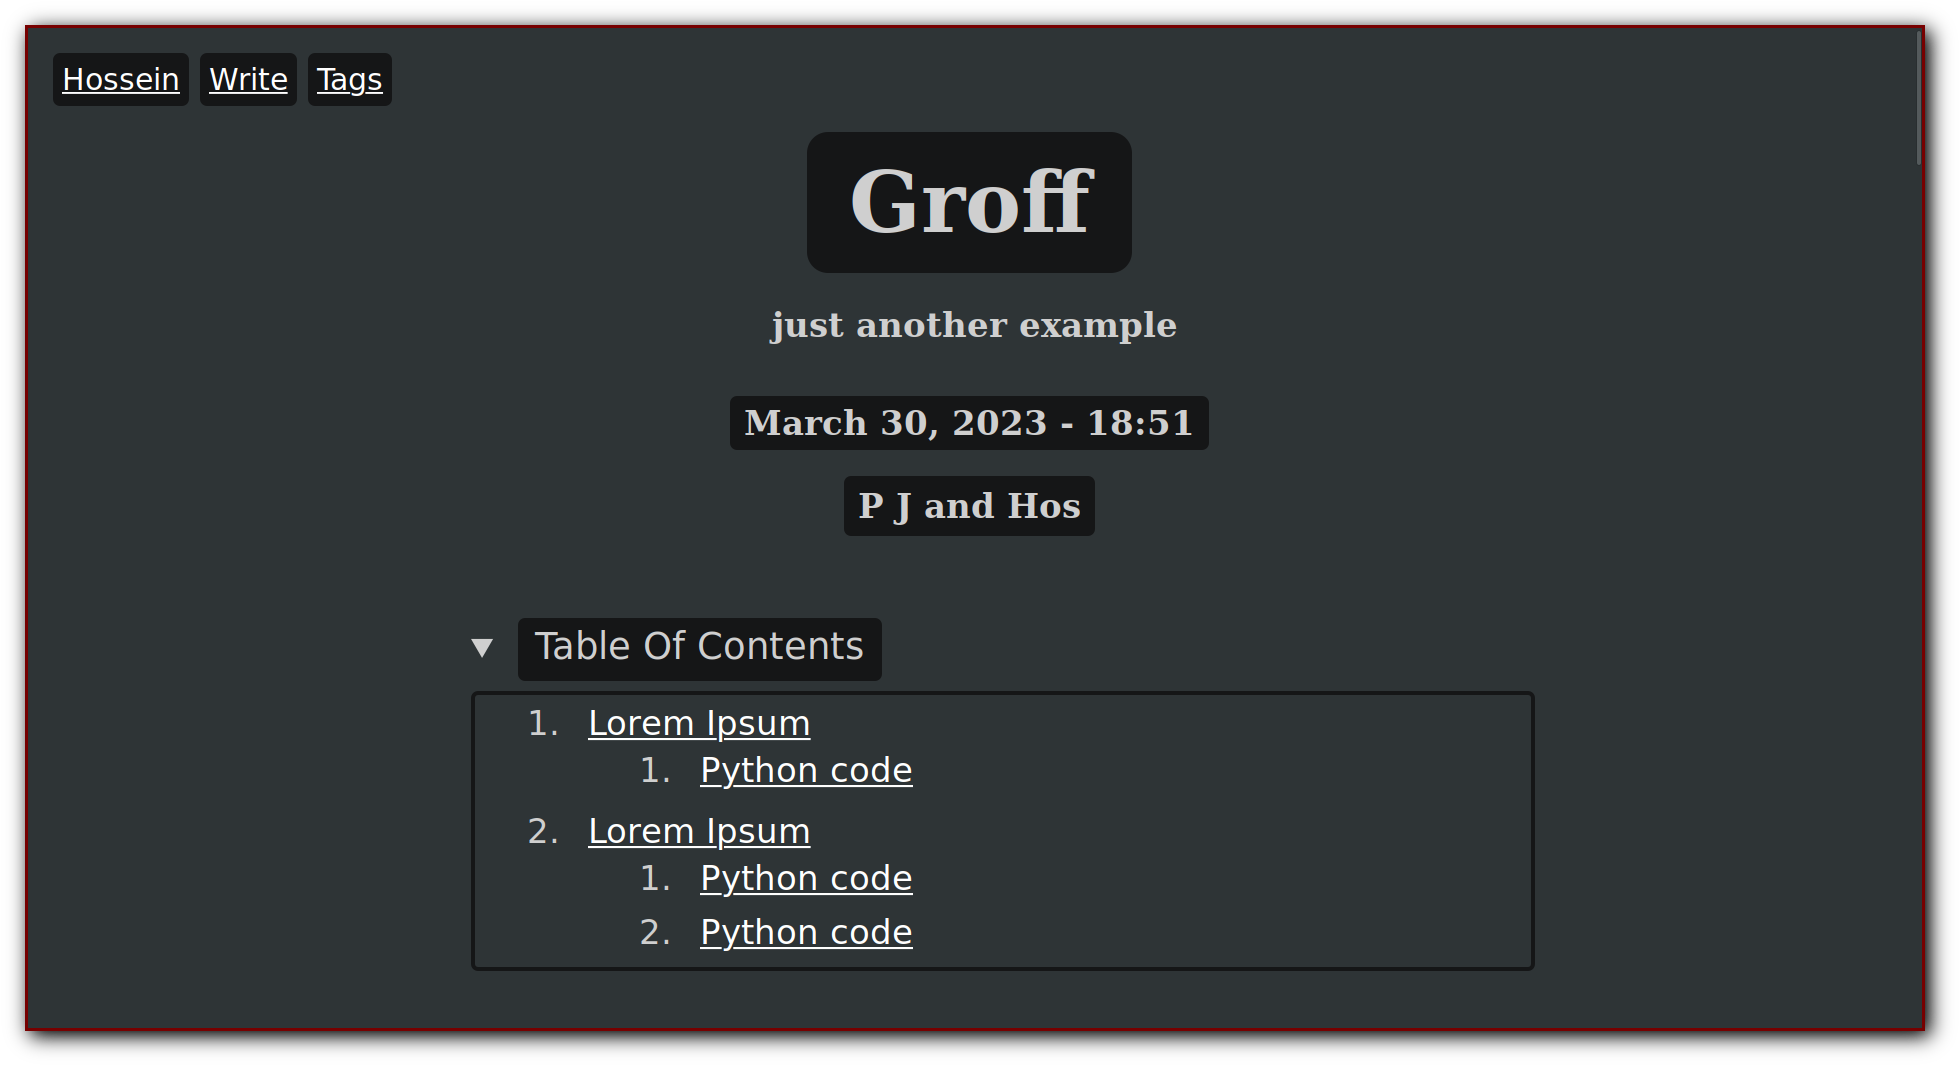 Hossein Write Tags
Groff
just another example
March 30, 2023 - 18:51
P J and Hos
▼ Table Of Contents
1. Lorem Ipsum
1. Python code
2. Lorem Ipsum
1. Python code
2. Python code